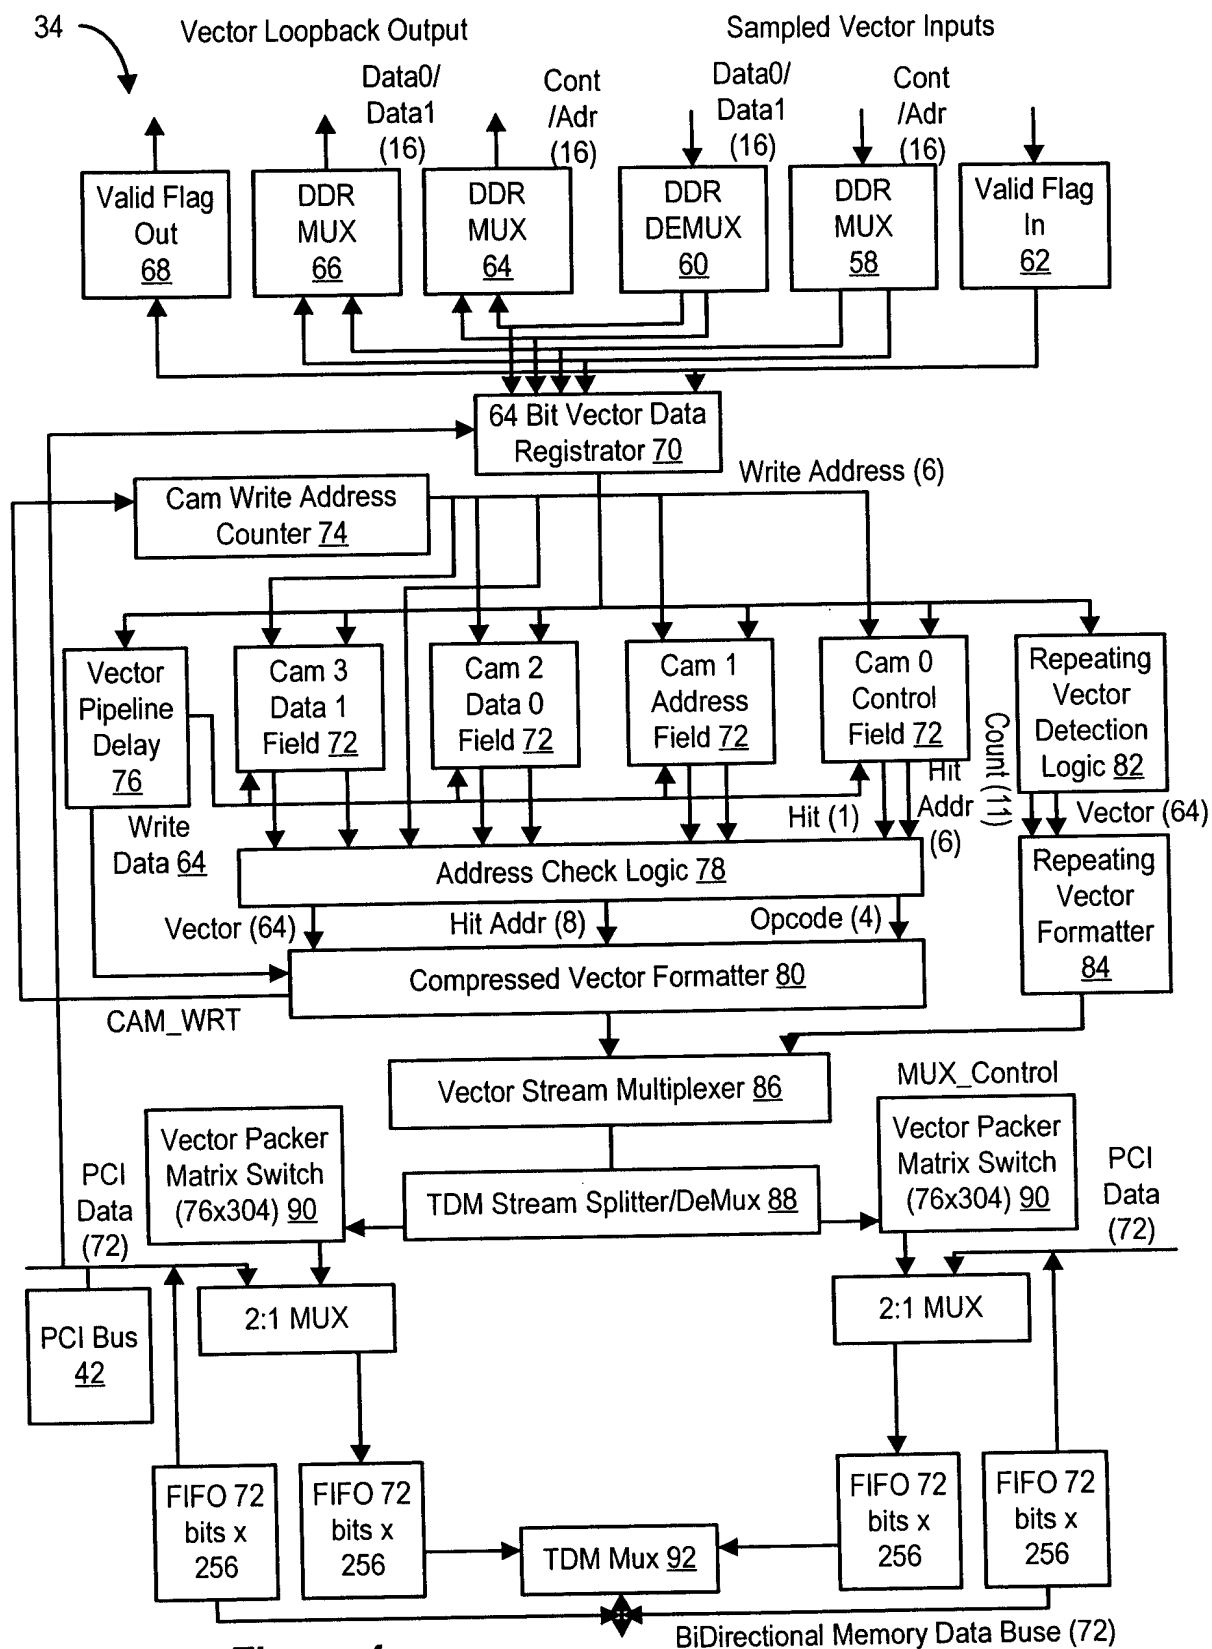 34
Vector Loopback Output
Sampled Vector Inputs
Data0/
Data1
(16)
Cont
/Adr
(16)
Data0/
Data1
(16)
Cont
/Adr
(16)
Valid Flag
Out
68
DDR
MUX
66
DDR
MUX
64
DDR
DEMUX
60
DDR
MUX
58
Valid Flag
In
62
64 Bit Vector Data
Registrator 70
Write Address (6)
Cam Write Address
Counter 74
Vector
Pipeline
Delay
76
Cam 3
Data 1
Field 72
Cam 2
Data 0
Field 72
Cam 1
Address
Field 72
Cam 0
Control
Field 72
Repeating
Vector
Detection
Logic 82
Count (11)
Hit
Addr
(6)
Hit (1)
Vector (64)
Write
Data 64
Address Check Logic 78
Repeating
Vector
Formatter
84
Vector (64)
Hit Addr (8)
Opcode (4)
Compressed Vector Formatter 80
CAM_WRT
Vector Stream Multiplexer 86
MUX_Control
Vector Packer
Matrix Switch
(76x304) 90
Vector Packer
Matrix Switch
(76x304) 90
PCI
Data
(72)
TDM Stream Splitter/DeMux 88
PCI
Data
(72)
2:1 MUX
2:1 MUX
PCI Bus
42
FIFO 72
bits x
256
FIFO 72
bits x
256
TDM Mux 92
FIFO 72
bits x
256
FIFO 72
bits x
256
BiDirectional Memory Data Buse (72)